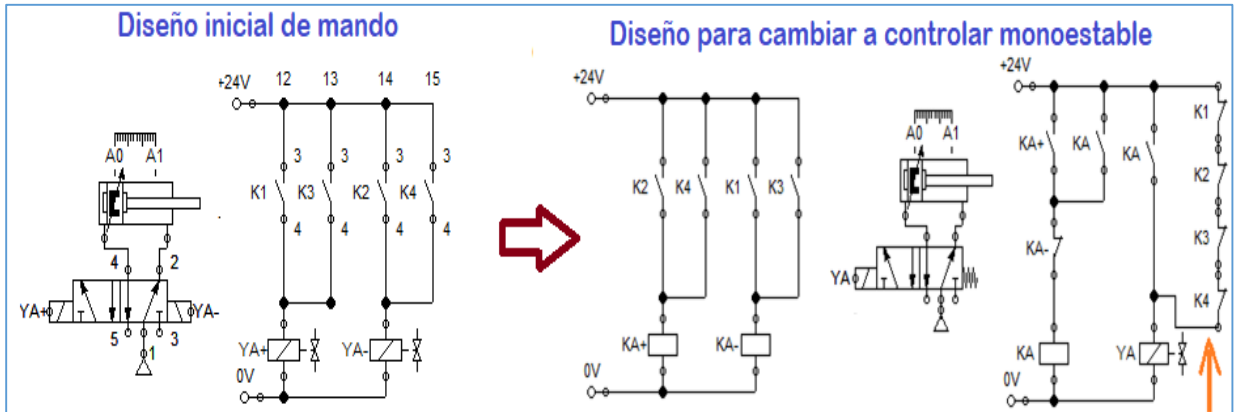 Diseño inicial de mando
Diseño para cambiar a controlar monoestable
+24V 12 13 14 15
A0 A1
3 3 3 3
K1 K3 K2 K4
4 4 4 4
4 2
YA+ YA-
5 3
1
YA+ YA-
0V
+24V
K2 K4 K1 K3
KA+ KA-
0V
A0 A1
YA
+24V
K1
KA+ KA KA
K2
KA-
K3
K4
KA YA
0V